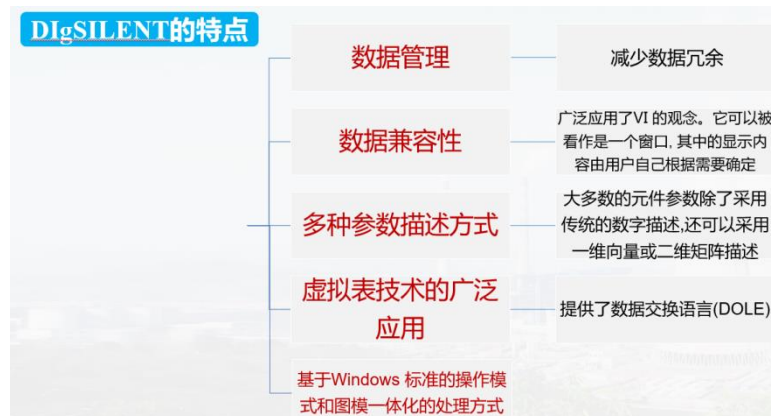 DIgSILENT的特点
数据管理
减少数据冗余
数据兼容性
广泛应用了VI 的观念。它可以被
看作是一个窗口, 其中的显示内
容由用户自己根据需要确定
多种参数描述方式
大多数的元件参数除了采用
传统的数字描述,还可以采用
一维向量或二维矩阵描述
虚拟表技术的广泛
应用
提供了数据交换语言(DOLE)
基于Windows 标准的操作模
式和图模一体化的处理方式